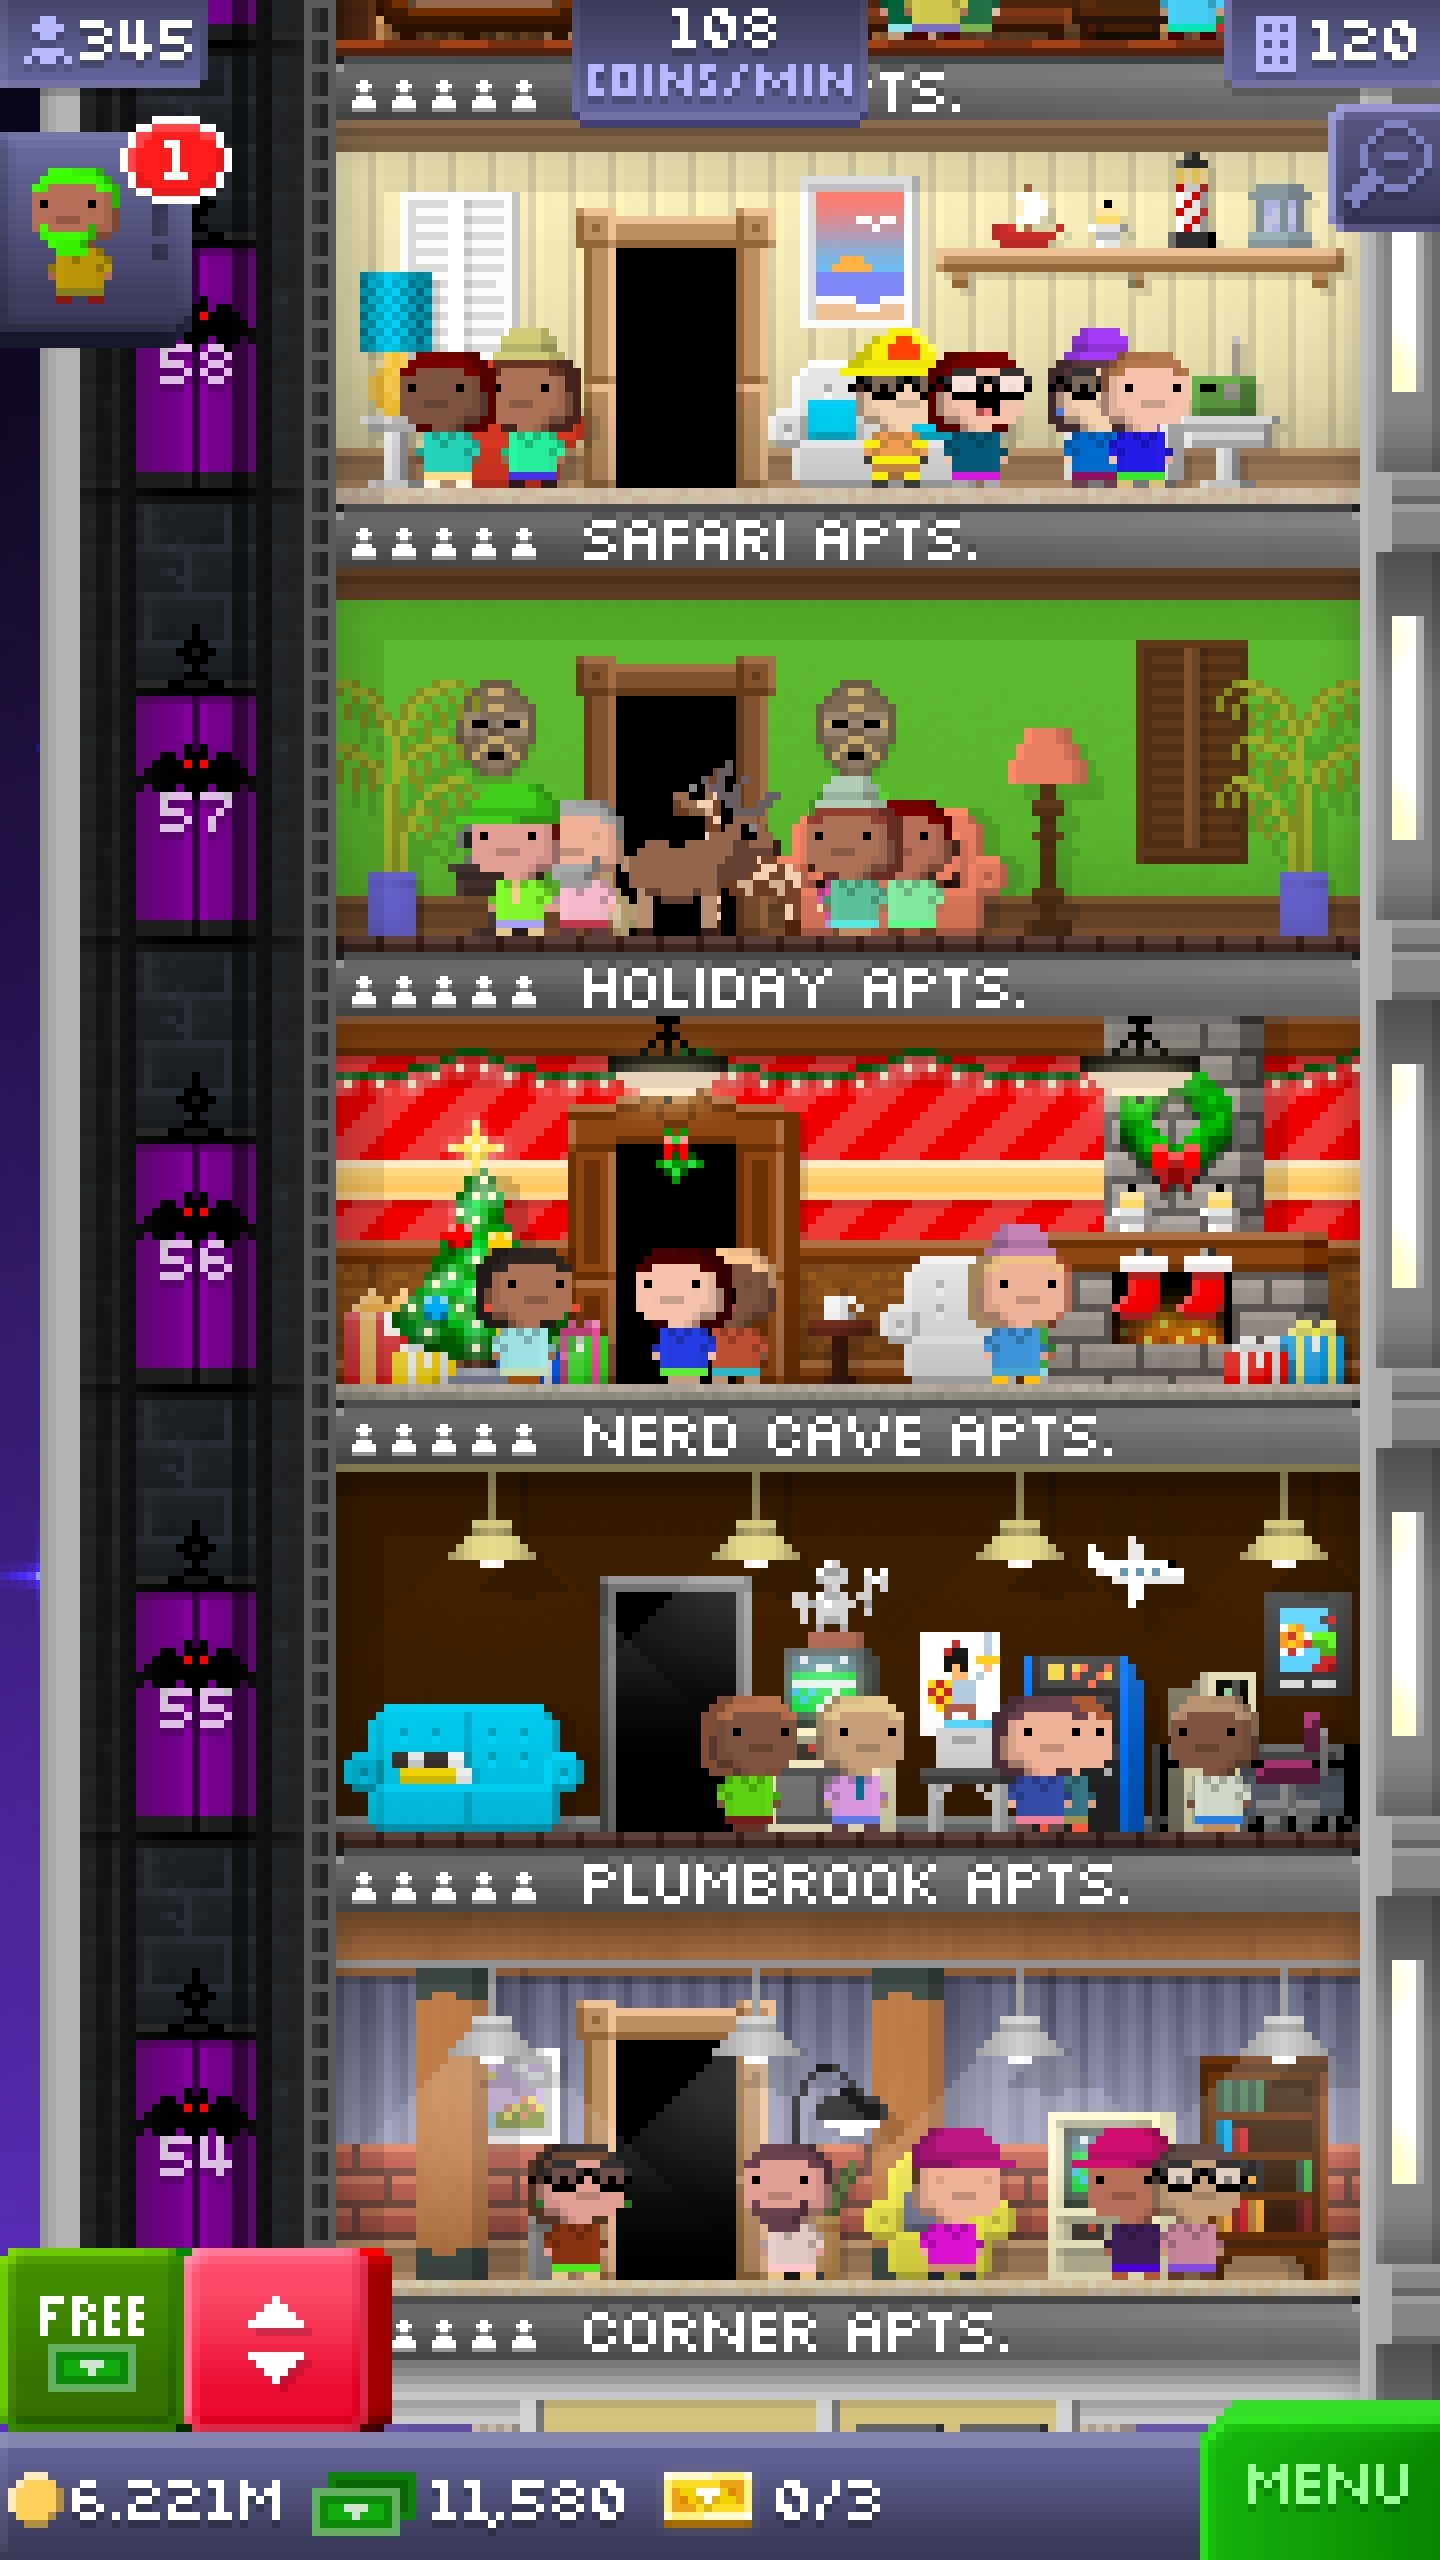 345
108
COINS/MIN
120
1
TS.
58
SAFARI APTS.
57
HOLIDAY APTS.
56
NERD CAVE APTS.
55
PLUMBROOK APTS.
54
CORNER APTS.
FREE
6.221M
11,580
0/3
MENU